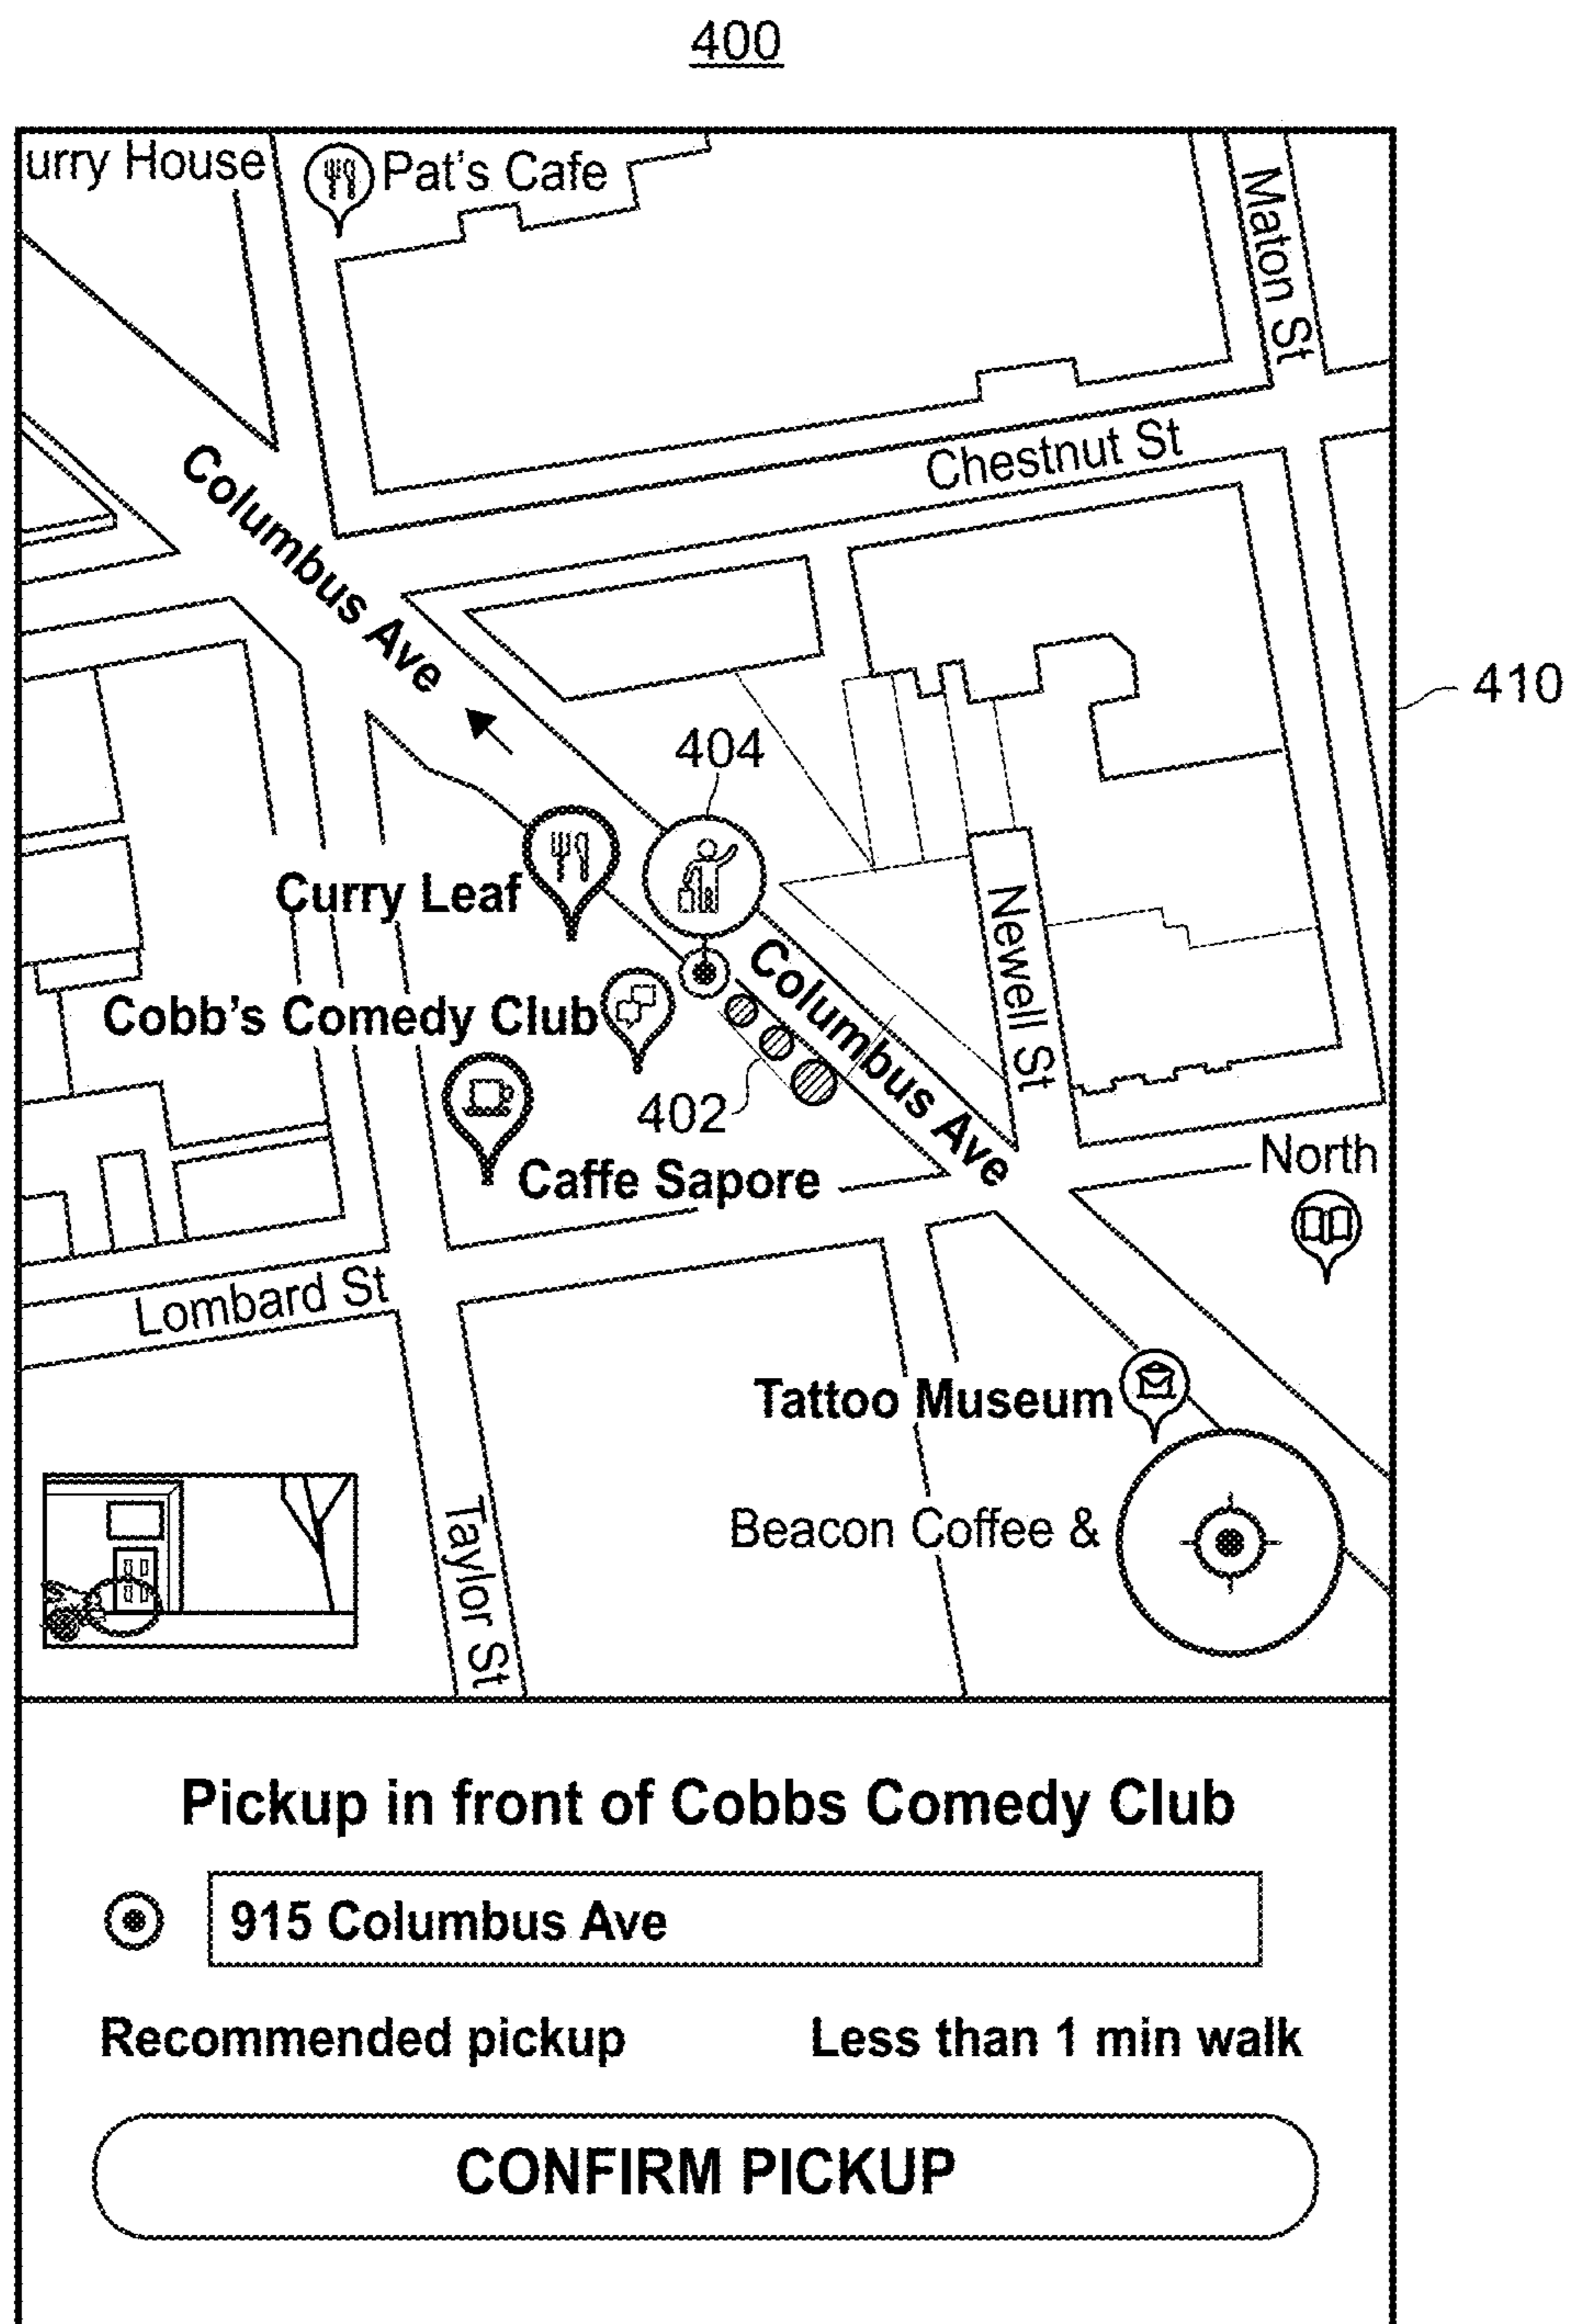 400
urry House
Pat's Cafe
Maton St
Chestnut St
Columbus Ave
410
404
Curry Leaf
Newell St
Columbus Ave
Cobb's Comedy Club
402
Caffe Sapore
North
Lombard St
Tattoo Museum
Beacon Coffee &
Taylor St
Pickup in front of Cobbs Comedy Club
915 Columbus Ave
Recommended pickup
Less than 1 min walk
CONFIRM PICKUP